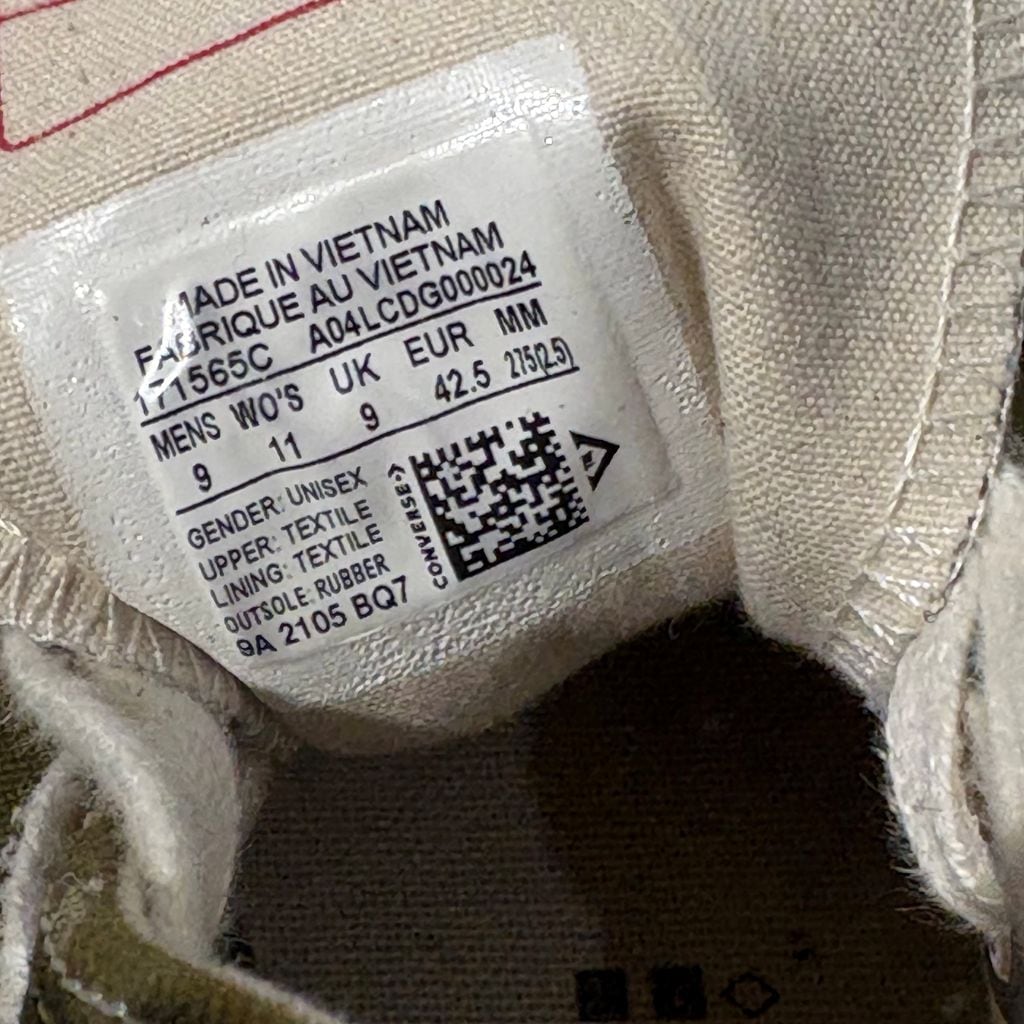 MADE IN VIETNAM
FABRIQUE AU VIETNAM
171565C A04LCDG000024
MENS WO'S UK EUR MM
9 11 9 42.5 275(2.5)
GENDER: UNISEX
UPPER: TEXTILE
LINING: TEXTILE
OUTSOLE: RUBBER
9A 2105 BQ7
CONVERSE